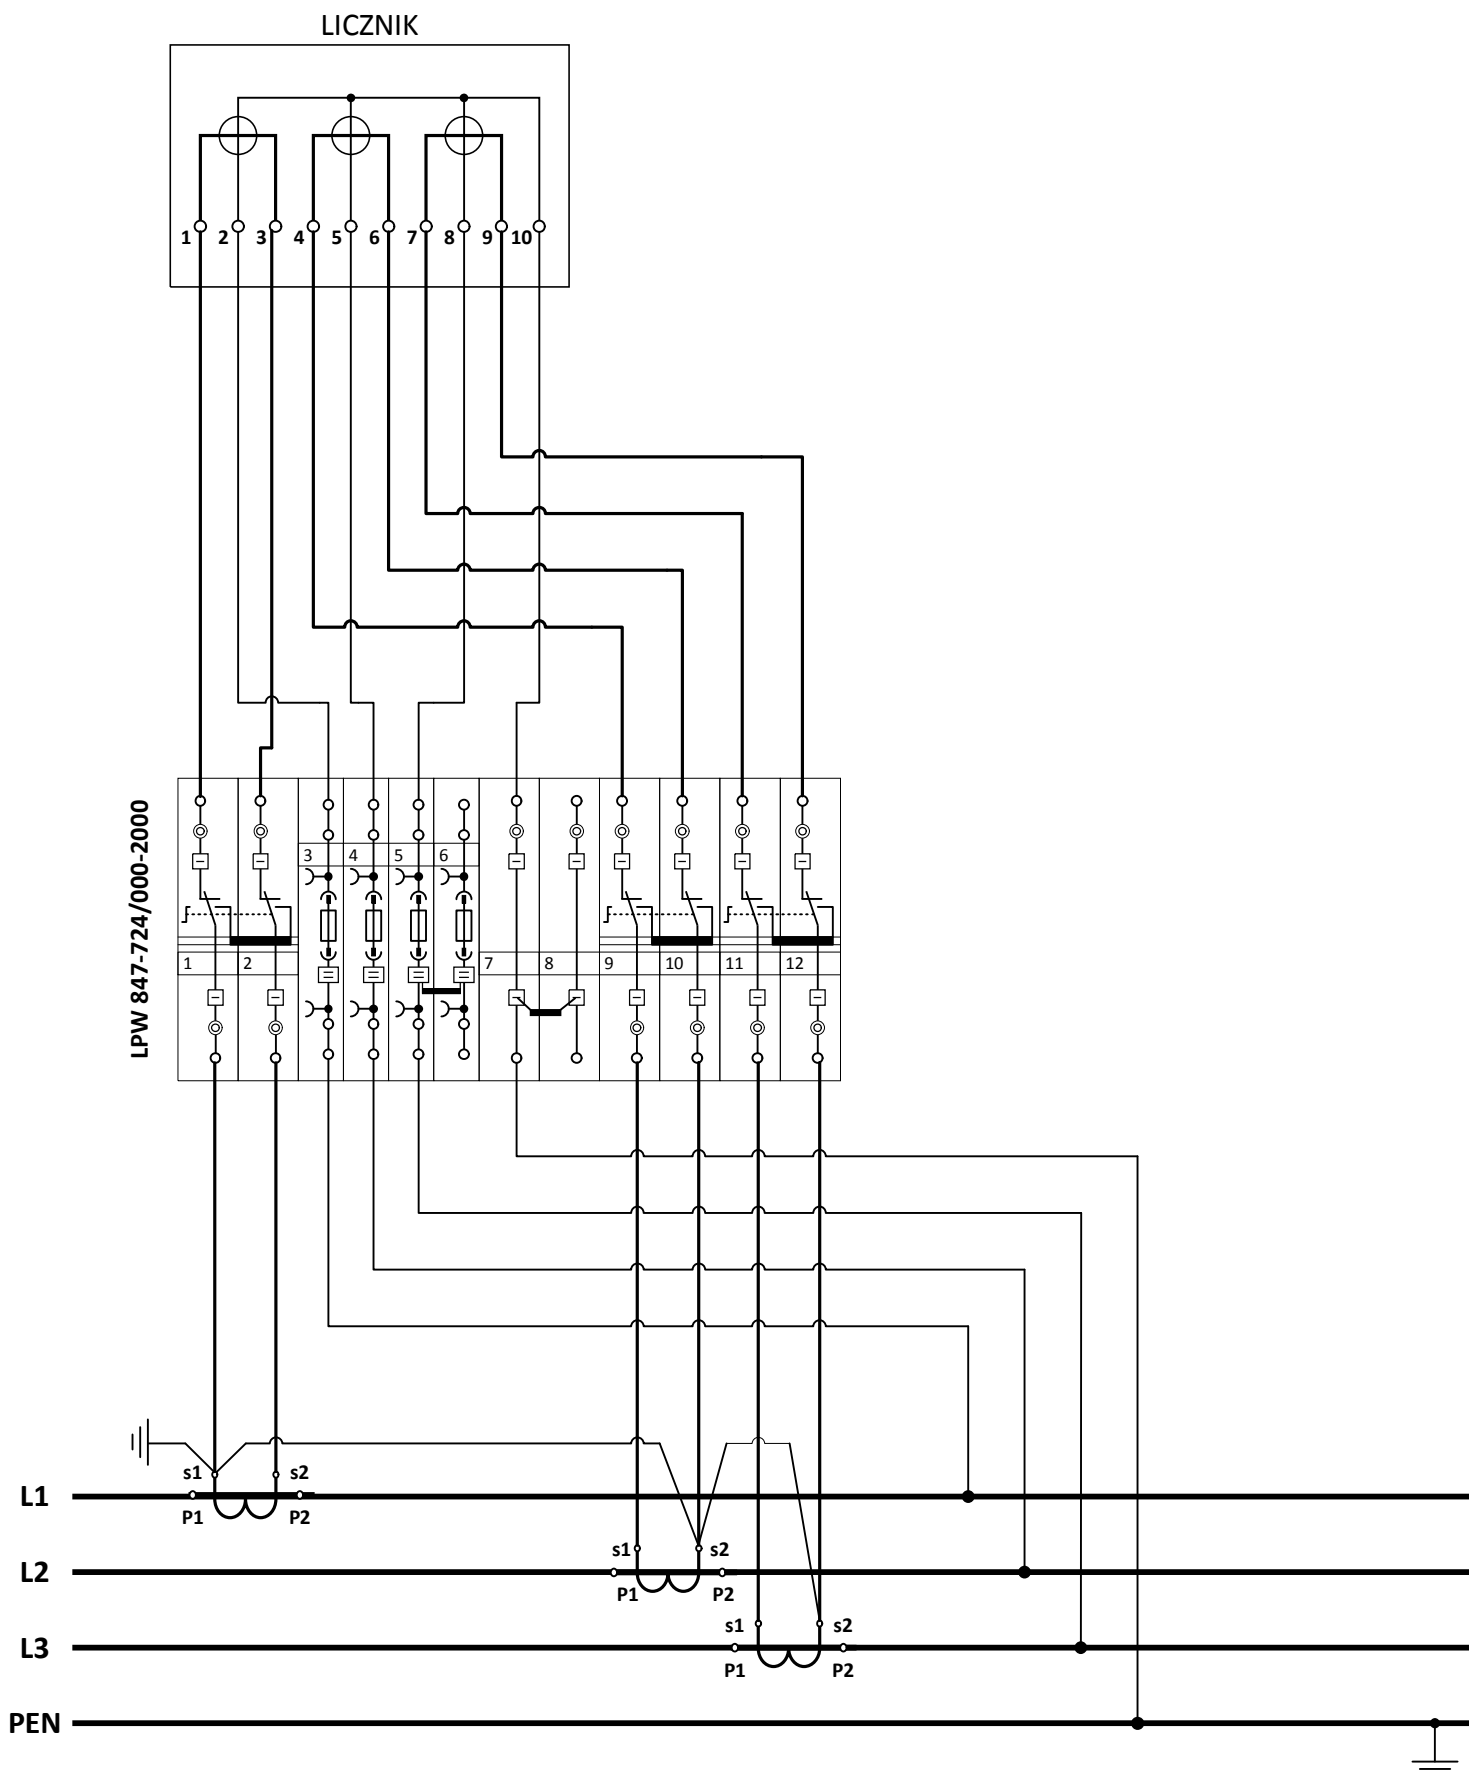 LICZNIK
1 2 3 4 5 6 7 8 9 10
LPW 847-724/000-2000
3 4 5 6
1 2 7 8 9 10 11 12
s1 s2
L1
P1 P2
s1 s2
L2
P1 P2
s1 s2
L3
P1 P2
PEN